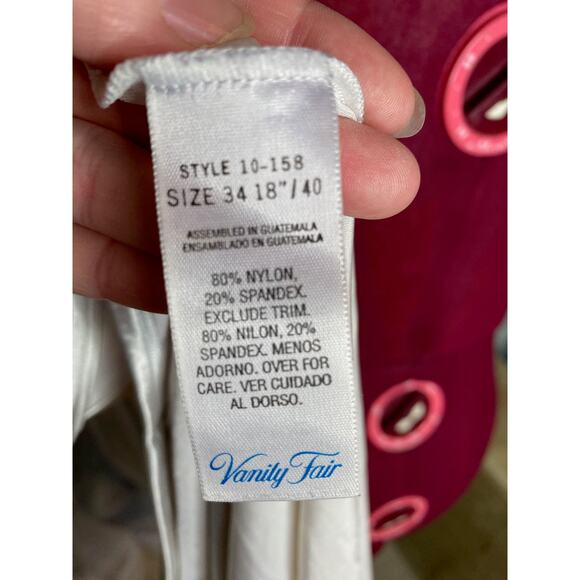 STYLE 10-158
SIZE 34 18"/40
ASSEMBLED IN GUATEMALA
ENSAMBLADO EN GUATEMALA
80% NYLON,
20% SPANDEX.
EXCLUDE TRIM.
80% NILON, 20%
SPANDEX. MENOS
ADORNO. OVER FOR
CARE. VER CUIDADO
AL DORSO.
Vanity Fair